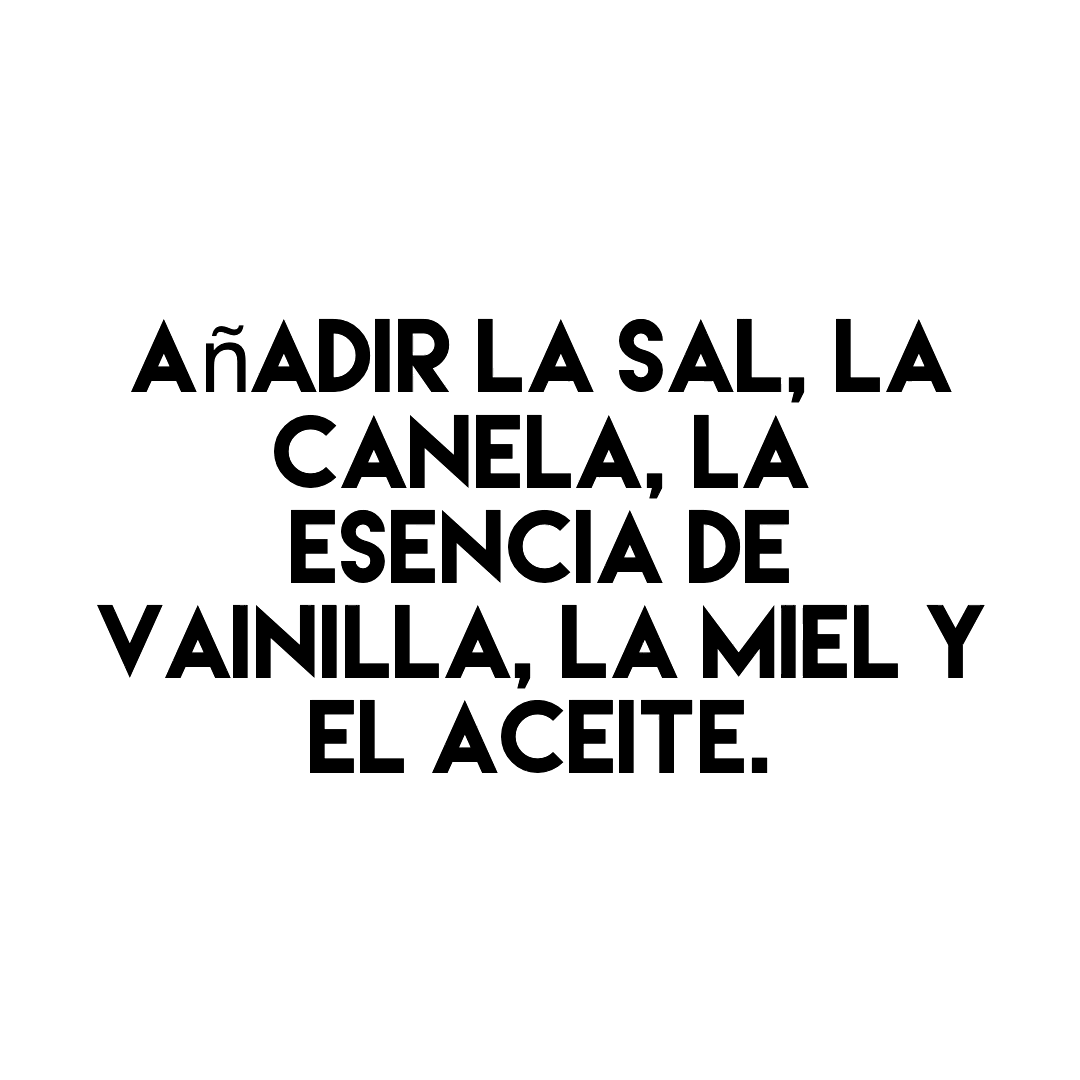 AñADIR LA SAL, LA
CANELA, LA
ESENCIA DE
VAINILLA, LA MIEL Y
EL ACEITE.